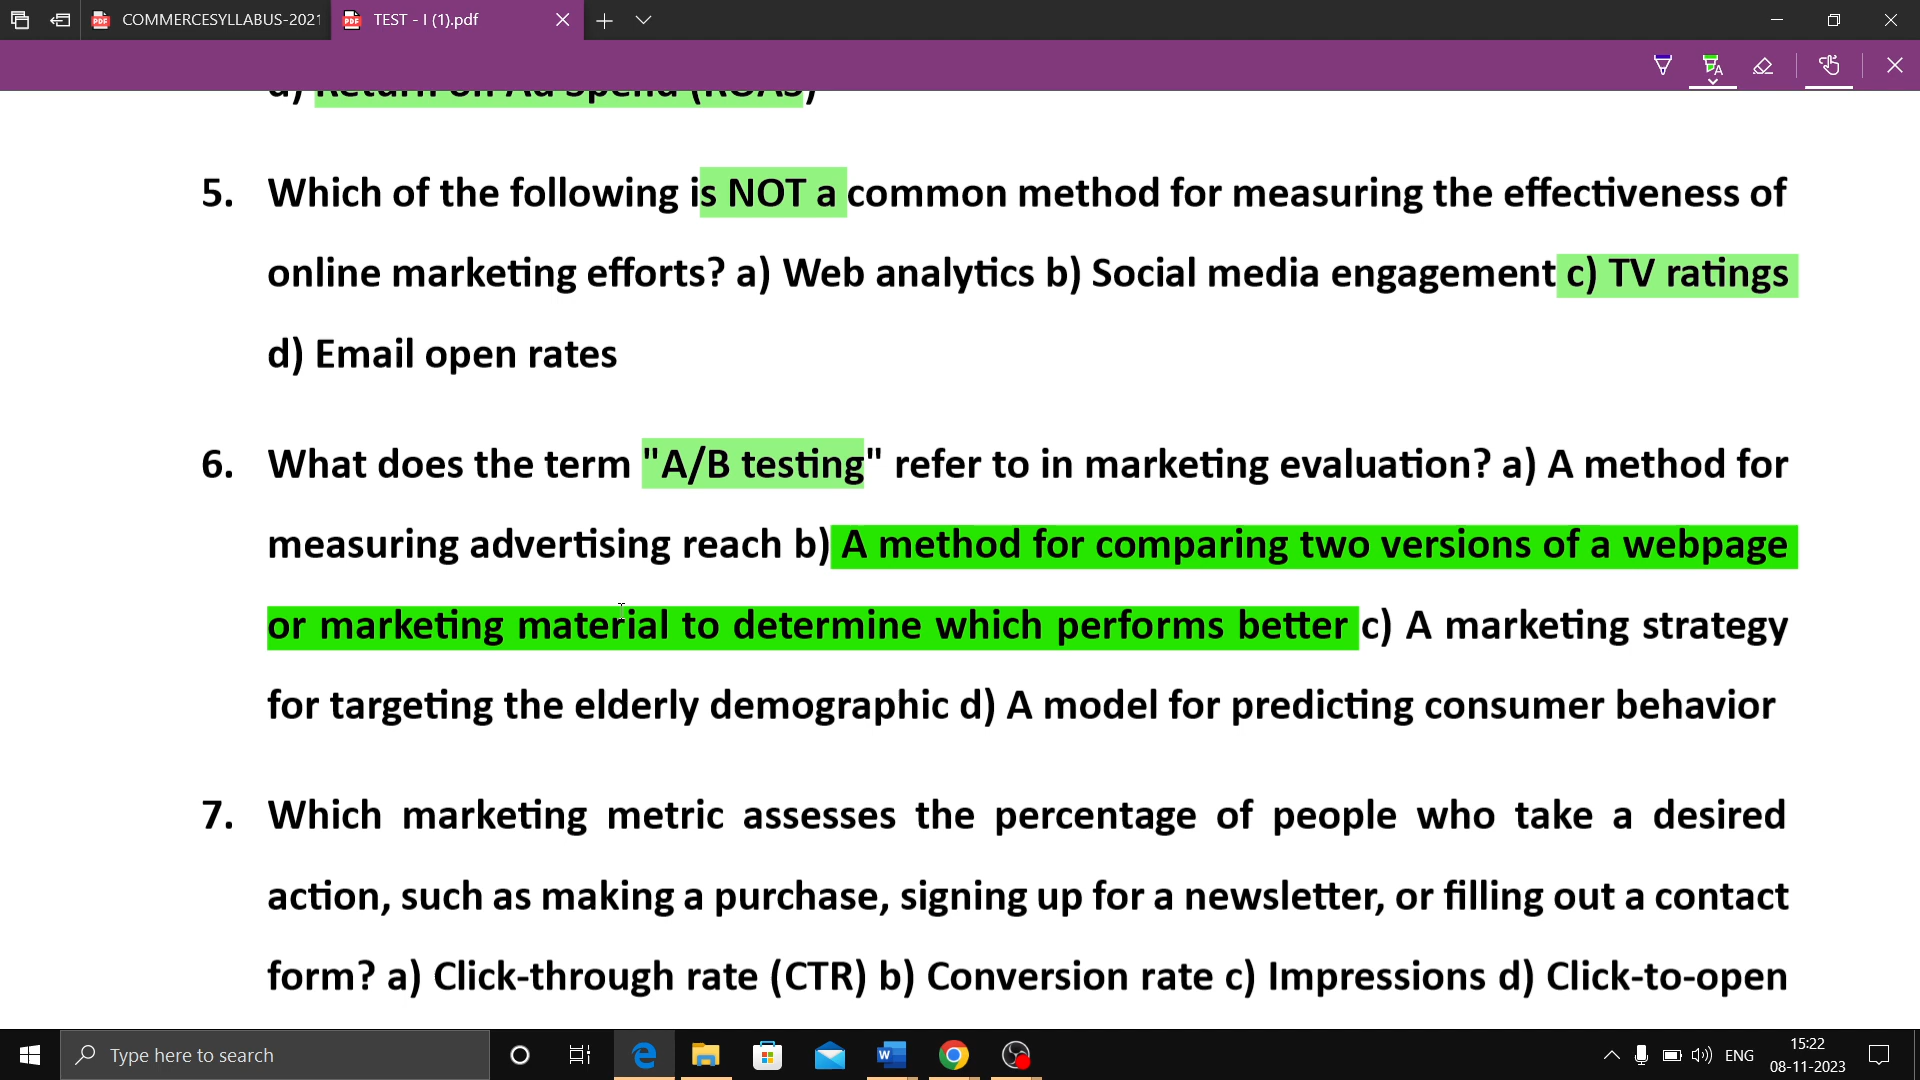 COMMERCESYLLABUS-2021
TEST - I (1).pdf
d) Return on Ad Spend (ROAS)
5. Which of the following is NOT a common method for measuring the effectiveness of
online marketing efforts? a) Web analytics b) Social media engagement c) TV ratings
d) Email open rates
6. What does the term "A/B testing" refer to in marketing evaluation? a) A method for
measuring advertising reach b) A method for comparing two versions of a webpage
or marketing material to determine which performs better c) A marketing strategy
for targeting the elderly demographic d) A model for predicting consumer behavior
7. Which marketing metric assesses the percentage of people who take a desired
action, such as making a purchase, signing up for a newsletter, or filling out a contact
form? a) Click-through rate (CTR) b) Conversion rate c) Impressions d) Click-to-open
Type here to search
ENG
15:22
08-11-2023